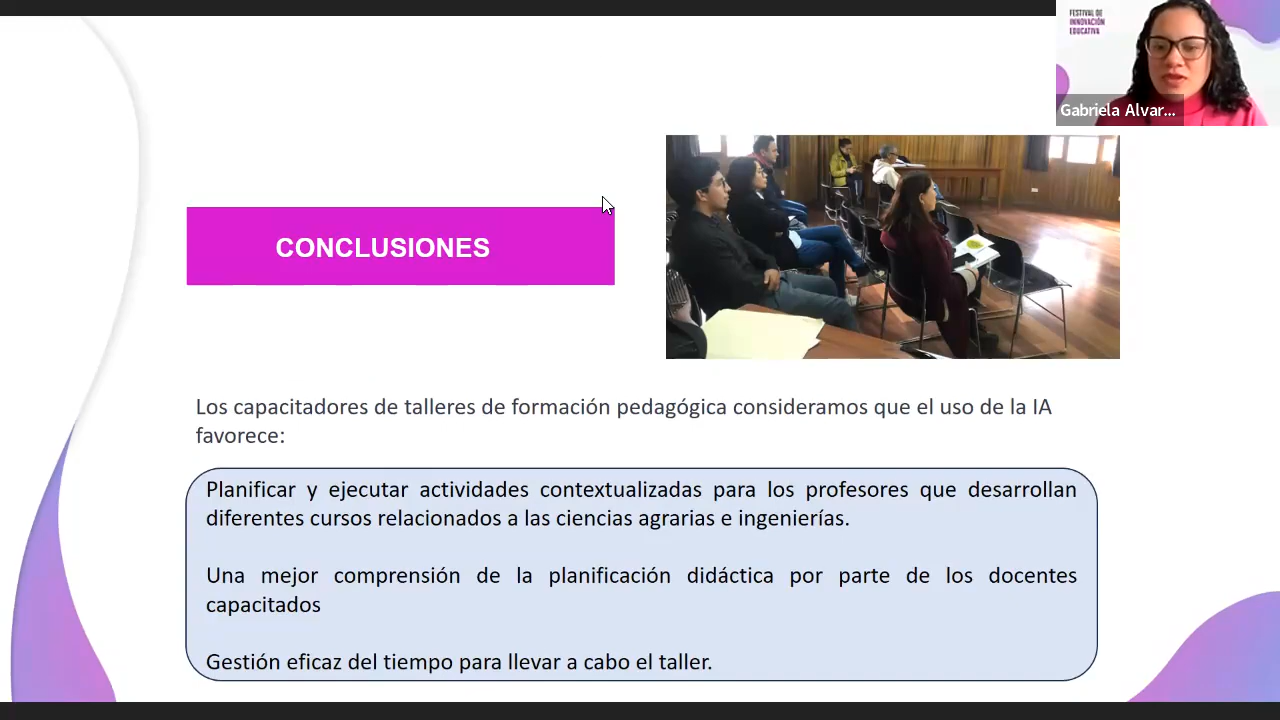 FESTIVAL DE
INNOVACIÓN
EDUCATIVA
Gabriela Alvar...
CONCLUSIONES
Los capacitadores de talleres de formación pedagógica consideramos que el uso de la IA
favorece:
Planificar y ejecutar actividades contextualizadas para los profesores que desarrollan
diferentes cursos relacionados a las ciencias agrarias e ingenierías.
Una mejor comprensión de la planificación didáctica por parte de los docentes
capacitados
Gestión eficaz del tiempo para llevar a cabo el taller.